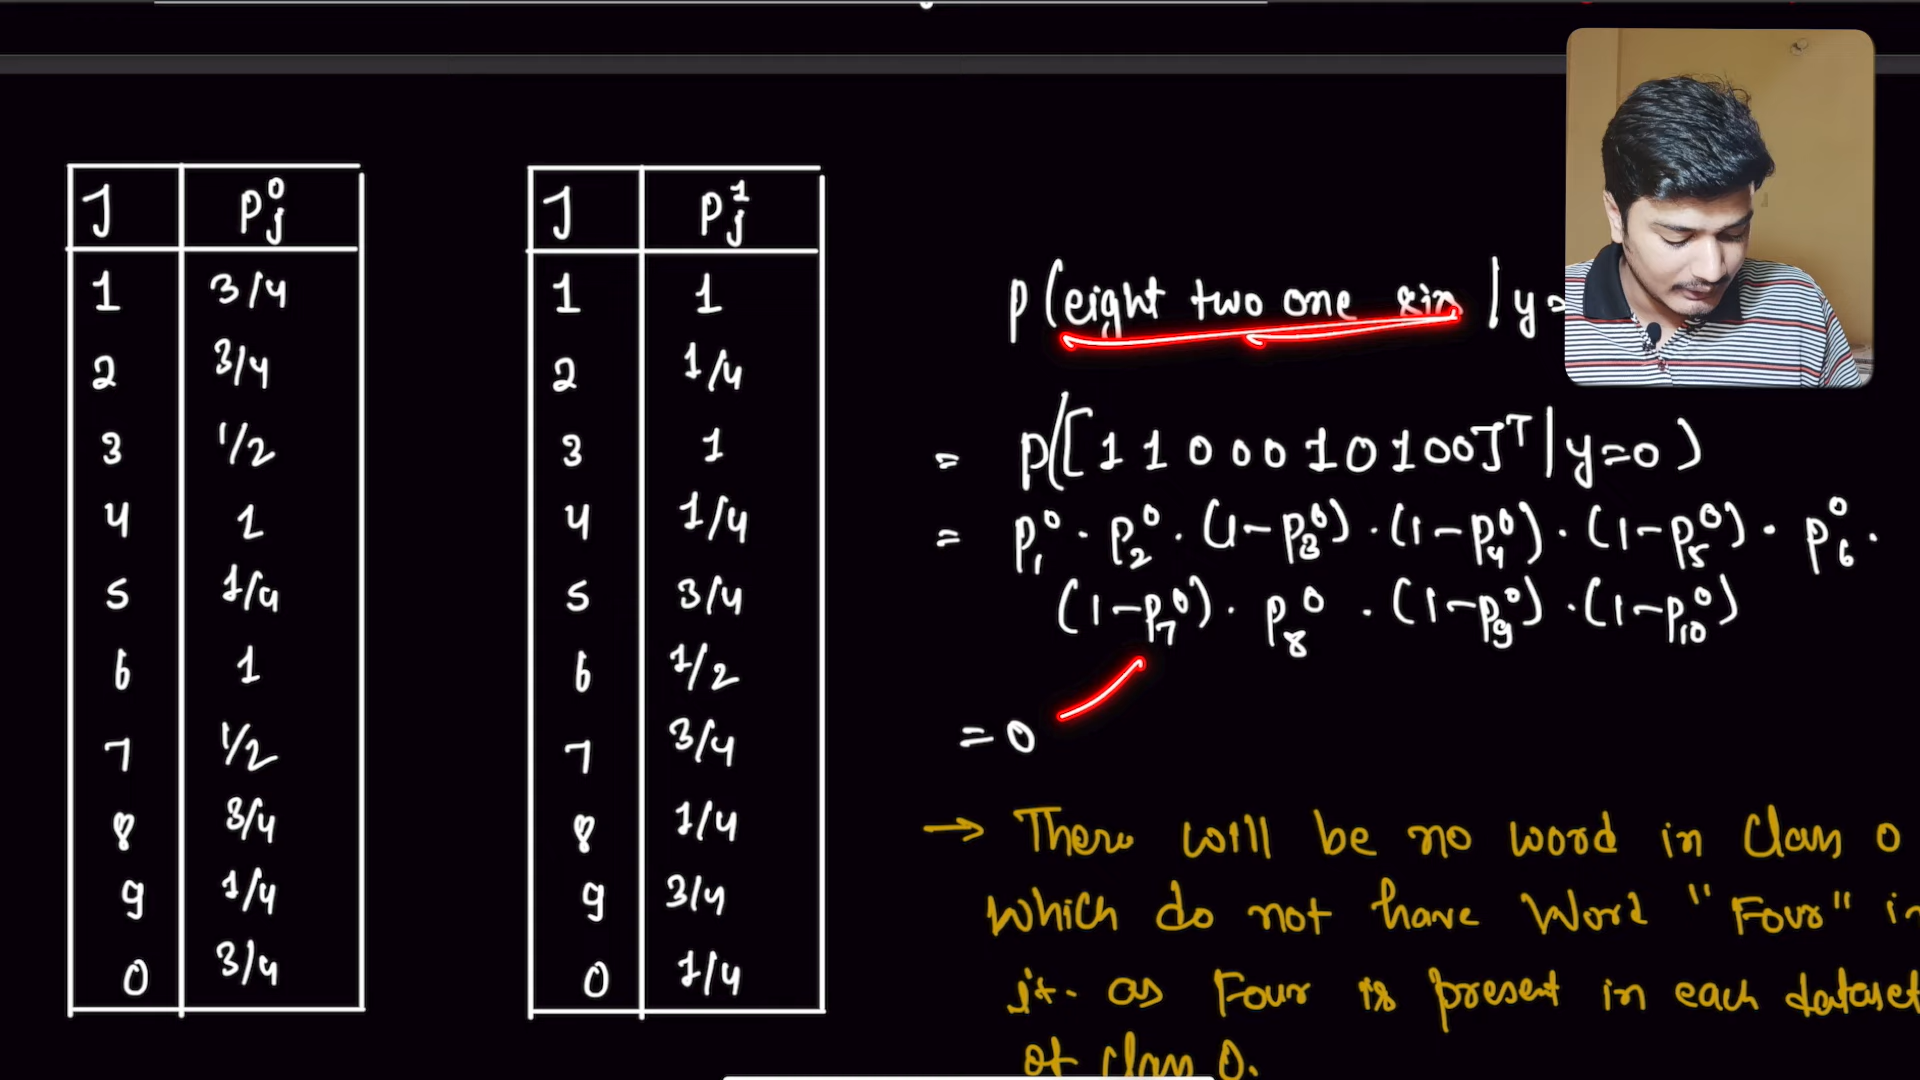 J P_j^0
1 3/4
2 3/4
3 1/2
4 1
5 1/4
6 1
7 1/2
8 3/4
9 1/4
0 3/4
J P_j^1
1 1
2 1/4
3 1
4 1/4
5 3/4
6 1/2
7 3/4
8 1/4
9 3/4
0 1/4
P(eight two one six | y=
= P([1 1 0 0 0 1 0 1 0 0]^T | y=0)
= P_1^0 · P_2^0 · (1-P_3^0) · (1-P_4^0) · (1-P_5^0) · P_6^0 ·
(1-P_7^0) · P_8^0 · (1-P_9^0) · (1-P_10^0)
= 0
→ There will be no word in Class 0
which do not have Word "Four" in
it. as Four is present in each dataset
of class 0.